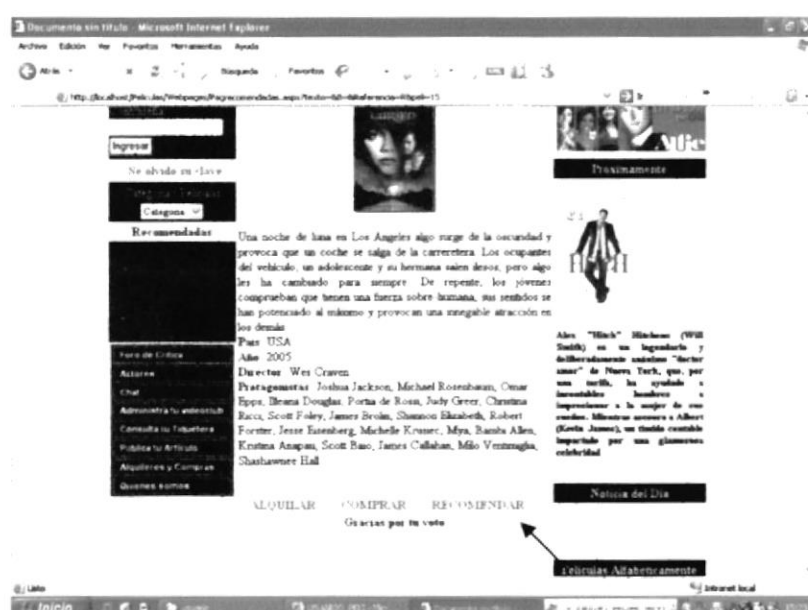 Documento sin título - Microsoft Internet Explorer
Archivo Edición Ver Favoritos Herramientas Ayuda
Atrás Búsqueda Favoritos
Ir
Ingresar
Categoria
Recomendadas
Foro de Critica
Actores
Chat
Administra tu videoclub
Consulta tu Tiquetera
Publica tu Artículo
Alquileres y Compras
Quienes somos
Una noche de luna en Los Angeles algo surge de la oscuridad y
provoca que un coche se salga de la carretera. Los ocupantes
del vehículo, un adolescente y su hermana salen ilesos, pero algo
les ha cambiado para siempre. De repente, los jóvenes
comprueban que tienen una fuerza sobre humana, sus sentidos se
han potenciado al máximo y provocan una innegable atracción en
los demás
Pais USA
Año 2005
Director Wes Craven
Protagonistas Joshua Jackson, Michael Rosenbaum, Omar
Epps, Illeana Douglas, Portia de Rossi, Judy Greer, Christina
Ricci, Scott Foley, James Brolin, Shannon Elizabeth, Robert
Forster, Jesse Eisenberg, Michelle Krusiec, Mya, Bambi Allen,
Kristina Anapau, Scott Baio, James Callahan, Milo Ventimiglia,
Shashawnee Hall
ALQUILAR COMPRAR RECOMENDAR
Gracias por tu voto
Alfie
Proximamente
HITCH
Alex "Hitch" Hitchens (Will
Smith) es un legendario y
deliberadamente anónimo "doctor
amor" de Nueva York, que, por
una tarifa, ha ayudado a
incontables hombres a
impresionar a la mujer de sus
sueños. Mientras asesora a Albert
(Kevin James), un tímido contable
impactado por una glamorosa
celebridad
Noticia del Dia
Peliculas Alfabeticamente
Listo Intranet local
Inicio